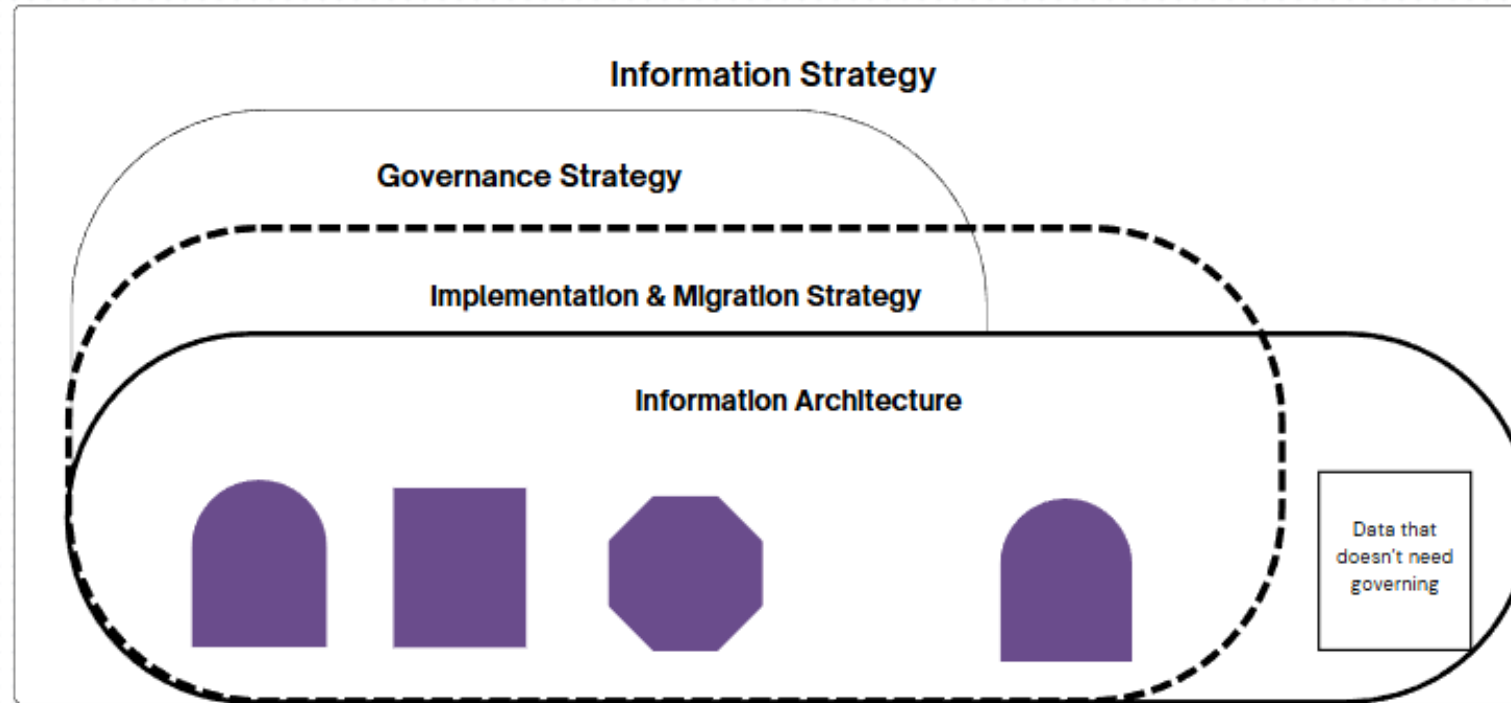 Information Strategy
Governance Strategy
Implementation & Migration Strategy
Information Architecture
Data that
doesn't need
governing